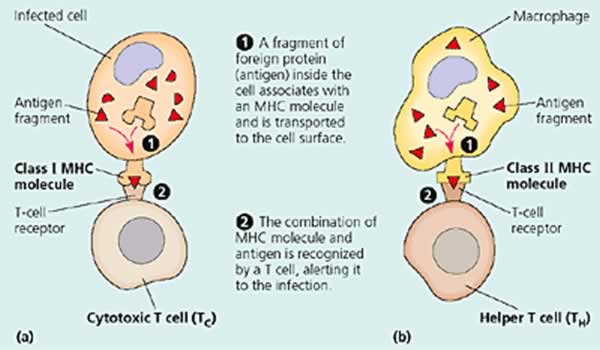 Infected cell
Antigen
fragment
1
Class I MHC
molecule
2
T-cell
receptor
Cytotoxic T cell (TC)
(a)
1 A fragment of
foreign protein
(antigen) inside the
cell associates with
an MHC molecule
and is transported
to the cell surface.
2 The combination of
MHC molecule and
antigen is recognized
by a T cell, alerting it
to the infection.
Macrophage
Antigen
fragment
1
Class II MHC
molecule
2
T-cell
receptor
Helper T cell (TH)
(b)